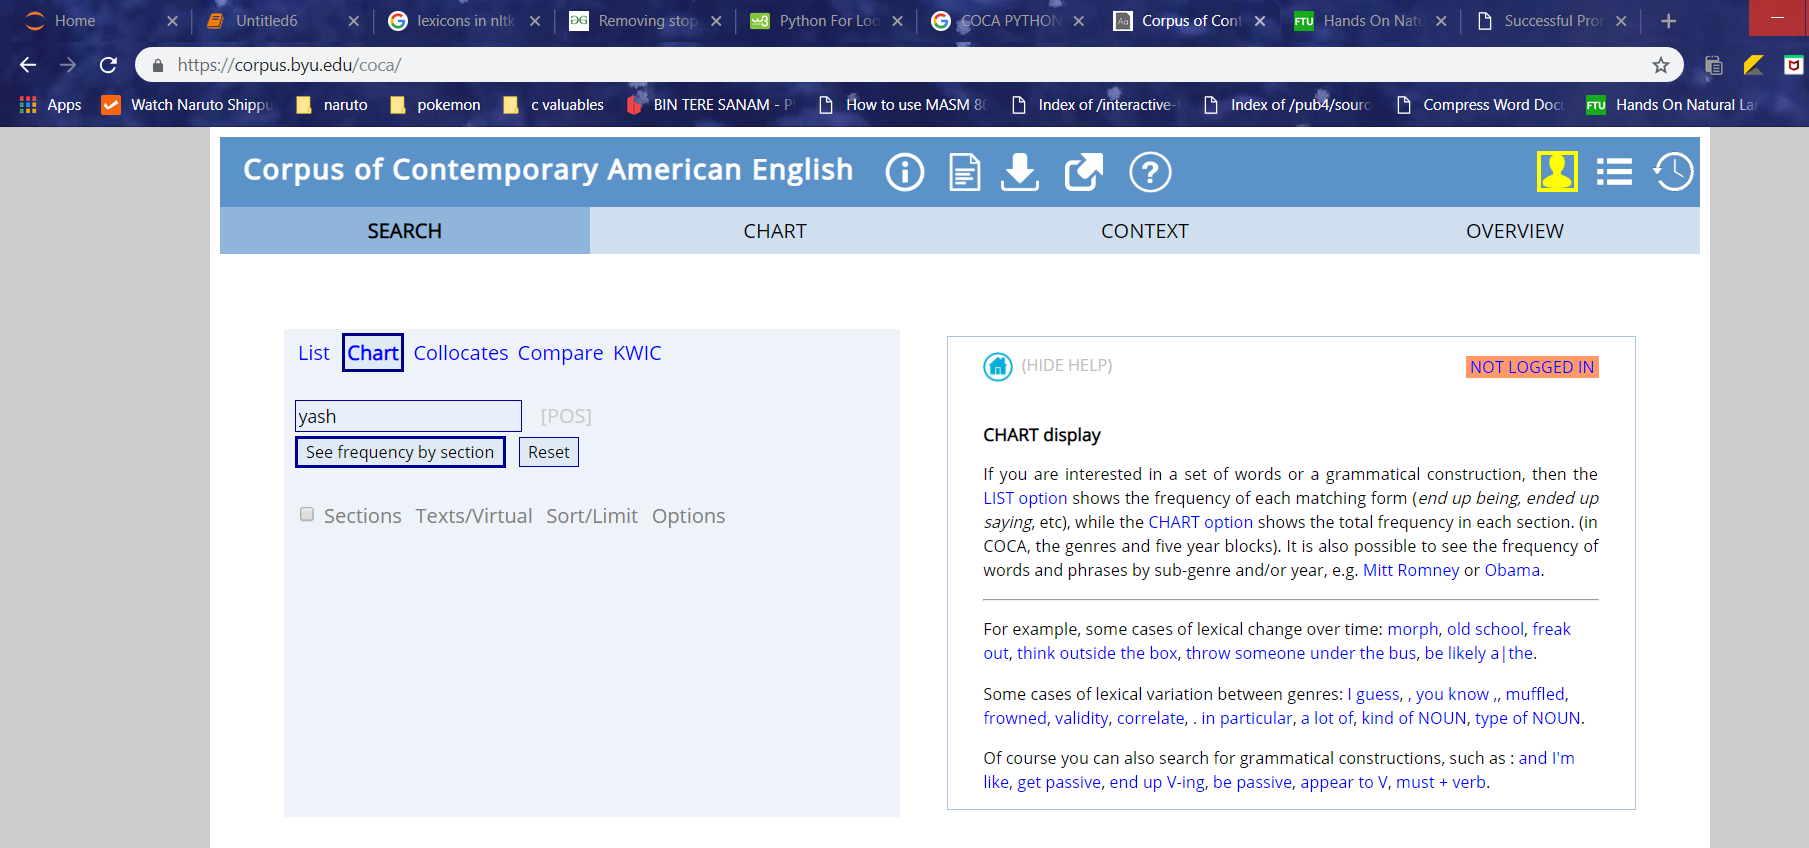 Home
Untitled6
lexicons in nltk
Removing stop
Python For Loo
COCA PYTHON
Corpus of Cont
FTU Hands On Natu
Successful Pror
https://corpus.byu.edu/coca/
Apps
Watch Naruto Shippu
naruto
pokemon
c valuables
BIN TERE SANAM - P
How to use MASM 8
Index of /interactive-
Index of /pub4/sourc
Compress Word Doc
FTU Hands On Natural La
Corpus of Contemporary American English
SEARCH CHART CONTEXT OVERVIEW
List Chart Collocates Compare KWIC
yash [POS]
See frequency by section Reset
Sections Texts/Virtual Sort/Limit Options
(HIDE HELP) NOT LOGGED IN
CHART display
If you are interested in a set of words or a grammatical construction, then the
LIST option shows the frequency of each matching form (end up being, ended up
saying, etc), while the CHART option shows the total frequency in each section. (in
COCA, the genres and five year blocks). It is also possible to see the frequency of
words and phrases by sub-genre and/or year, e.g. Mitt Romney or Obama.
For example, some cases of lexical change over time: morph, old school, freak
out, think outside the box, throw someone under the bus, be likely a|the.
Some cases of lexical variation between genres: I guess, , you know ,, muffled,
frowned, validity, correlate, . in particular, a lot of, kind of NOUN, type of NOUN.
Of course you can also search for grammatical constructions, such as : and I'm
like, get passive, end up V-ing, be passive, appear to V, must + verb.